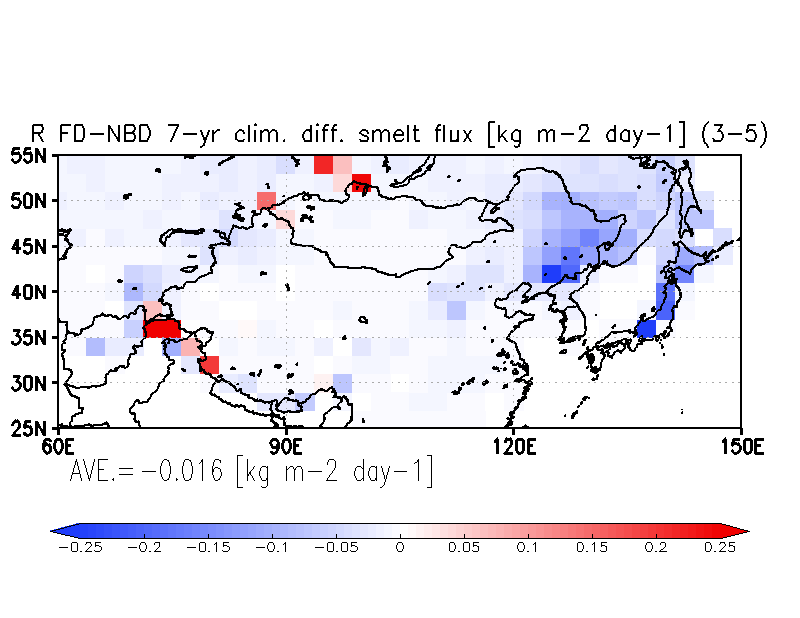 R FD-NBD 7-yr clim. diff. smelt flux [kg m-2 day-1] (3-5)
55N
50N
45N
40N
35N
30N
25N
60E 90E 120E 150E
AVE.= -0.016 [kg m-2 day-1]
-0.25 -0.2 -0.15 -0.1 -0.05 0 0.05 0.1 0.15 0.2 0.25